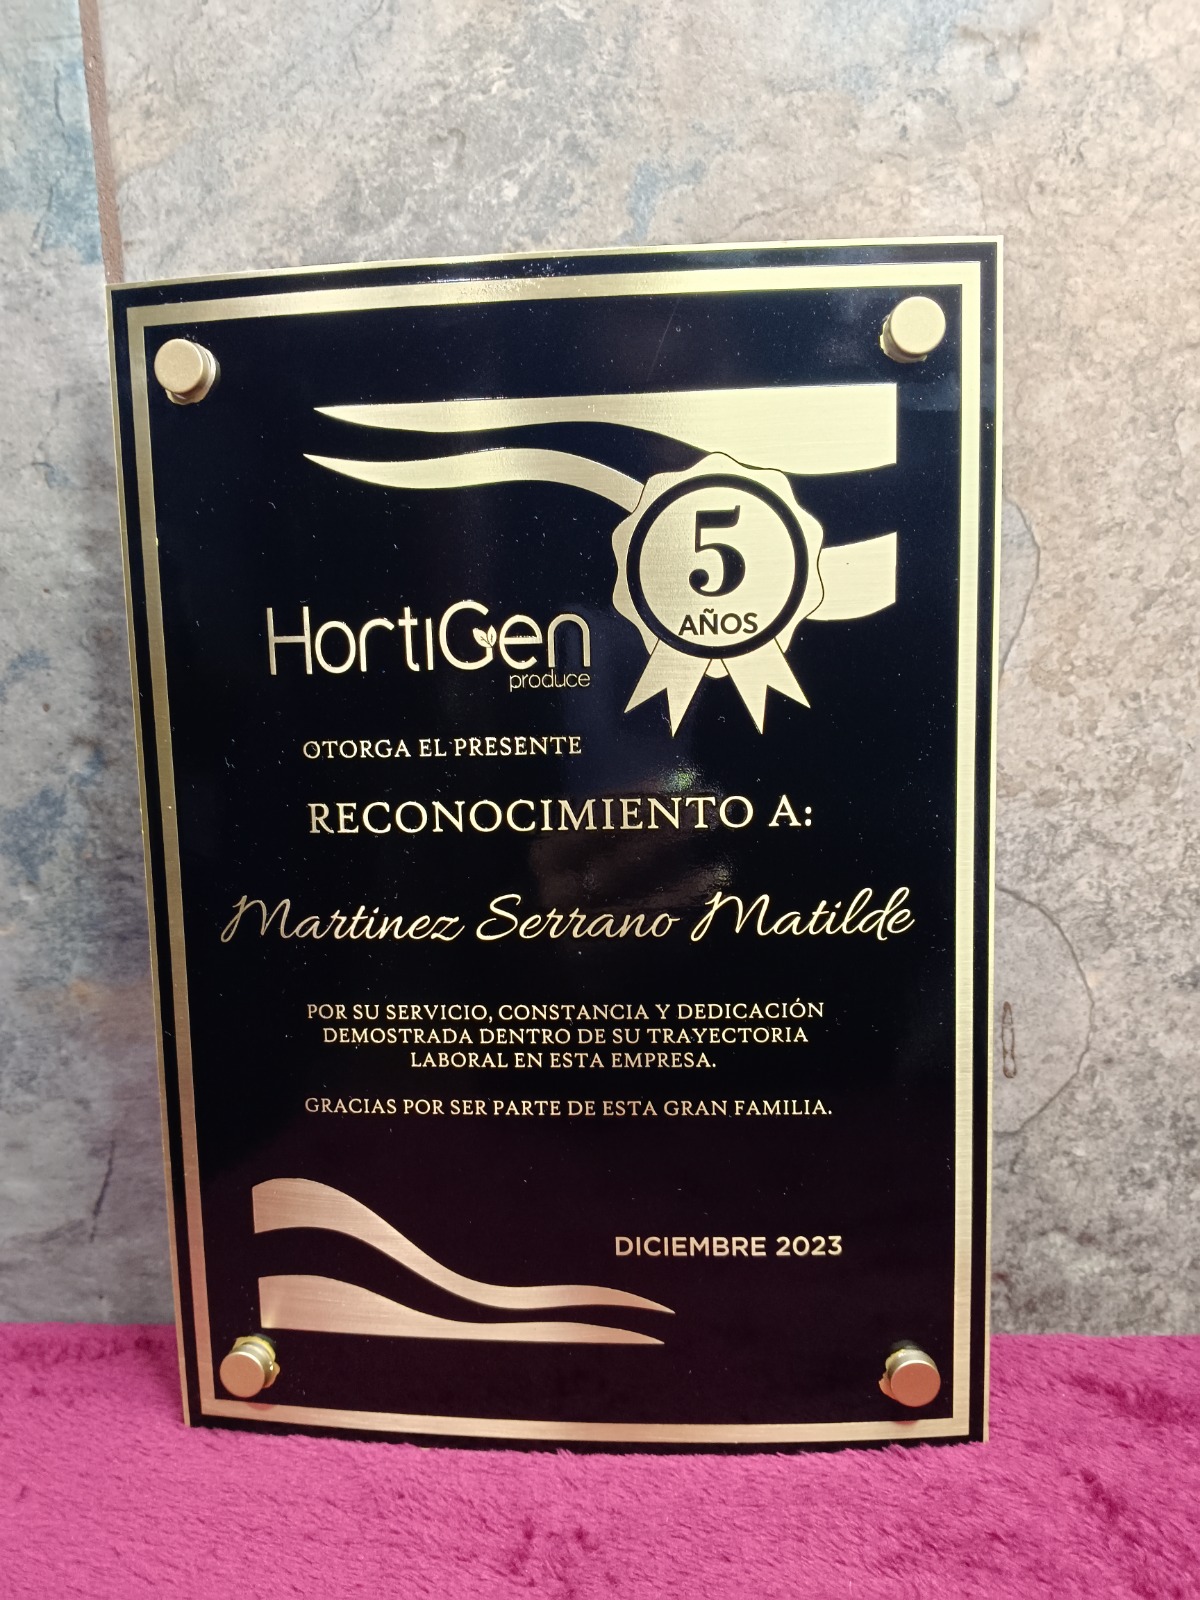 5
AÑOS
HortiGen
produce
OTORGA EL PRESENTE
RECONOCIMIENTO A:
Martinez Serrano Matilde
POR SU SERVICIO, CONSTANCIA Y DEDICACIÓN
DEMOSTRADA DENTRO DE SU TRAYECTORIA
LABORAL EN ESTA EMPRESA.
GRACIAS POR SER PARTE DE ESTA GRAN FAMILIA.
DICIEMBRE 2023